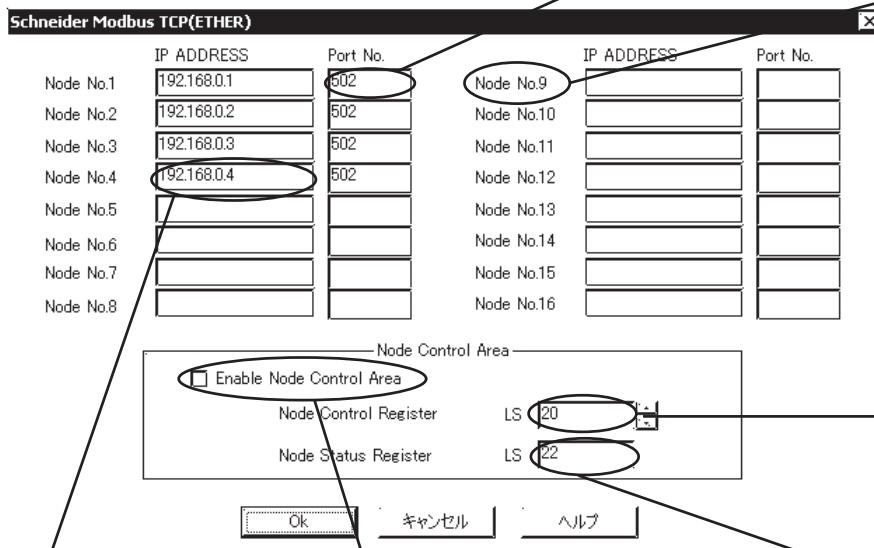 Schneider Modbus TCP(ETHER)
IP ADDRESS Port No. IP ADDRESS Port No.
Node No.1 192.168.0.1 502 Node No.9
Node No.2 192.168.0.2 502 Node No.10
Node No.3 192.168.0.3 502 Node No.11
Node No.4 192.168.0.4 502 Node No.12
Node No.5 Node No.13
Node No.6 Node No.14
Node No.7 Node No.15
Node No.8 Node No.16
Node Control Area
Enable Node Control Area
Node Control Register LS 20
Node Status Register LS 22
Ok キャンセル ヘルプ